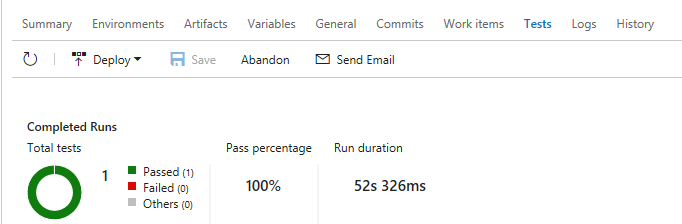 Summary Environments Artifacts Variables General Commits Work items Tests Logs History
Deploy Save Abandon Send Email
Completed Runs
Total tests Pass percentage Run duration
1 Passed (1) 100% 52s 326ms
Failed (0)
Others (0)